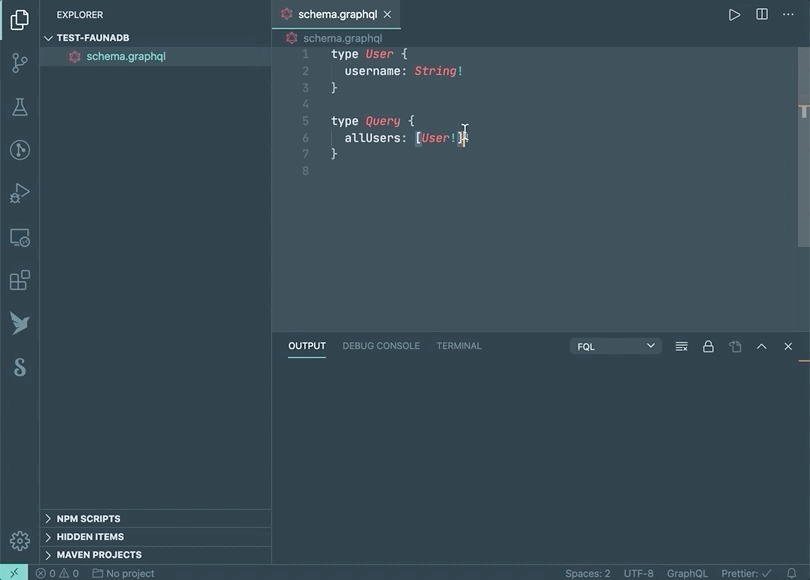 EXPLORER
TEST-FAUNADB
schema.graphql
schema.graphql
schema.graphql
1 type User {
2 username: String!
3 }
4
5 type Query {
6 allUsers: [User!]
7 }
8
OUTPUT DEBUG CONSOLE TERMINAL FQL
NPM SCRIPTS
HIDDEN ITEMS
MAVEN PROJECTS
0 0 No project Spaces: 2 UTF-8 GraphQL Prettier: ✓